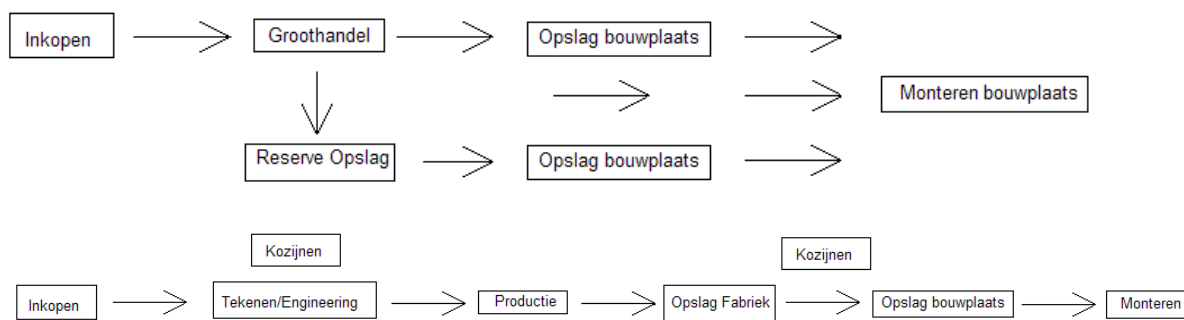 Inkopen
Groothandel
Opslag bouwplaats
Monteren bouwplaats
Reserve Opslag
Opslag bouwplaats
Kozijnen
Kozijnen
Inkopen
Tekenen/Engineering
Productie
Opslag Fabriek
Opslag bouwplaats
Monteren